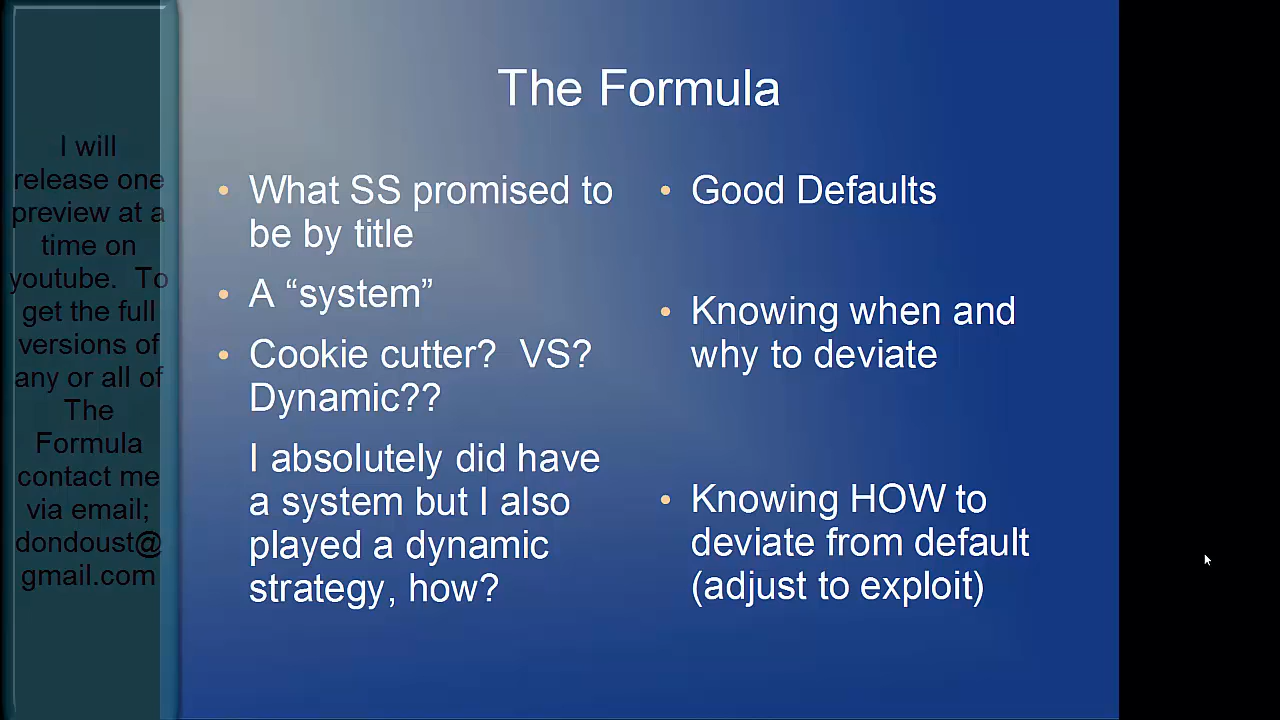 The Formula
I will
release one
preview at a
time on
youtube. To
get the full
versions of
any or all of
The
Formula
contact me
via email;
dondoust@
gmail.com
• What SS promised to
be by title
• A “system”
• Cookie cutter? VS?
Dynamic??
I absolutely did have
a system but I also
played a dynamic
strategy, how?
• Good Defaults
• Knowing when and
why to deviate
• Knowing HOW to
deviate from default
(adjust to exploit)